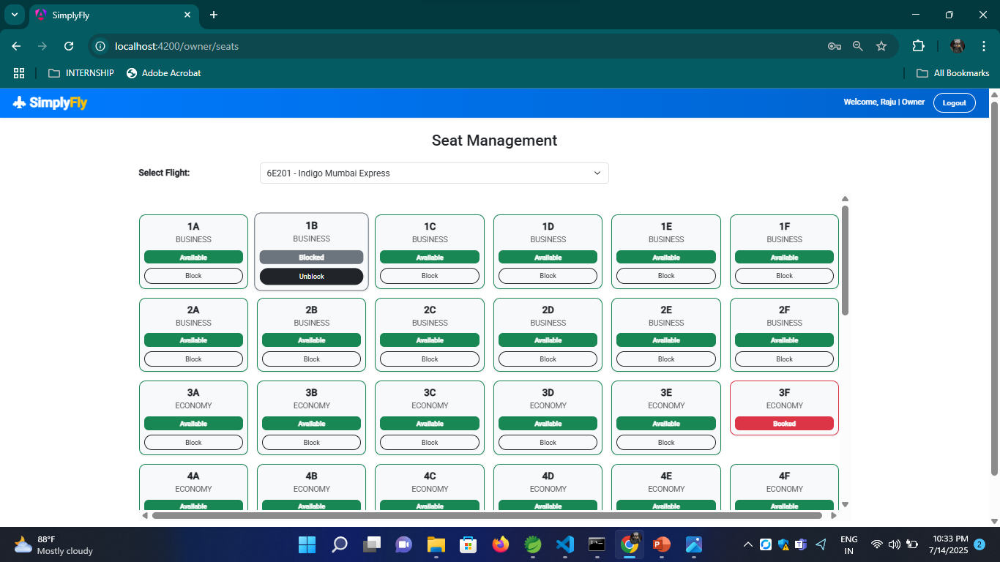 SimplyFly
localhost:4200/owner/seats
INTERNSHIP Adobe Acrobat All Bookmarks
SimplyFly Welcome, Raju | Owner Logout
Seat Management
Select Flight: 6E201 - Indigo Mumbai Express
1A 1B 1C 1D 1E 1F
BUSINESS BUSINESS BUSINESS BUSINESS BUSINESS BUSINESS
Available Blocked Available Available Available Available
Block Unblock Block Block Block Block
2A 2B 2C 2D 2E 2F
BUSINESS BUSINESS BUSINESS BUSINESS BUSINESS BUSINESS
Available Available Available Available Available Available
Block Block Block Block Block Block
3A 3B 3C 3D 3E 3F
ECONOMY ECONOMY ECONOMY ECONOMY ECONOMY ECONOMY
Available Available Available Available Available Booked
Block Block Block Block Block
4A 4B 4C 4D 4E 4F
ECONOMY ECONOMY ECONOMY ECONOMY ECONOMY ECONOMY
Available Available Available Available Available Available
88°F
Mostly cloudy
ENG
IN
10:33 PM
7/14/2025
2